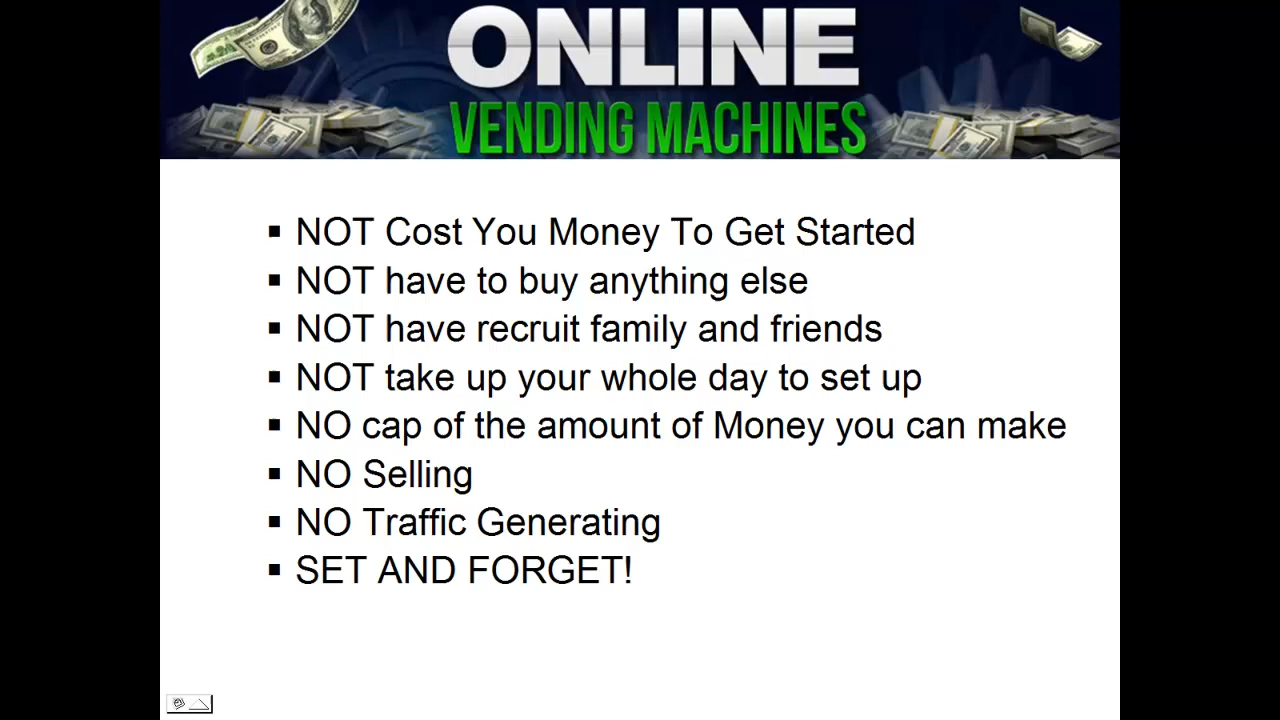 ONLINE
VENDING MACHINES
▪ NOT Cost You Money To Get Started
▪ NOT have to buy anything else
▪ NOT have recruit family and friends
▪ NOT take up your whole day to set up
▪ NO cap of the amount of Money you can make
▪ NO Selling
▪ NO Traffic Generating
▪ SET AND FORGET!